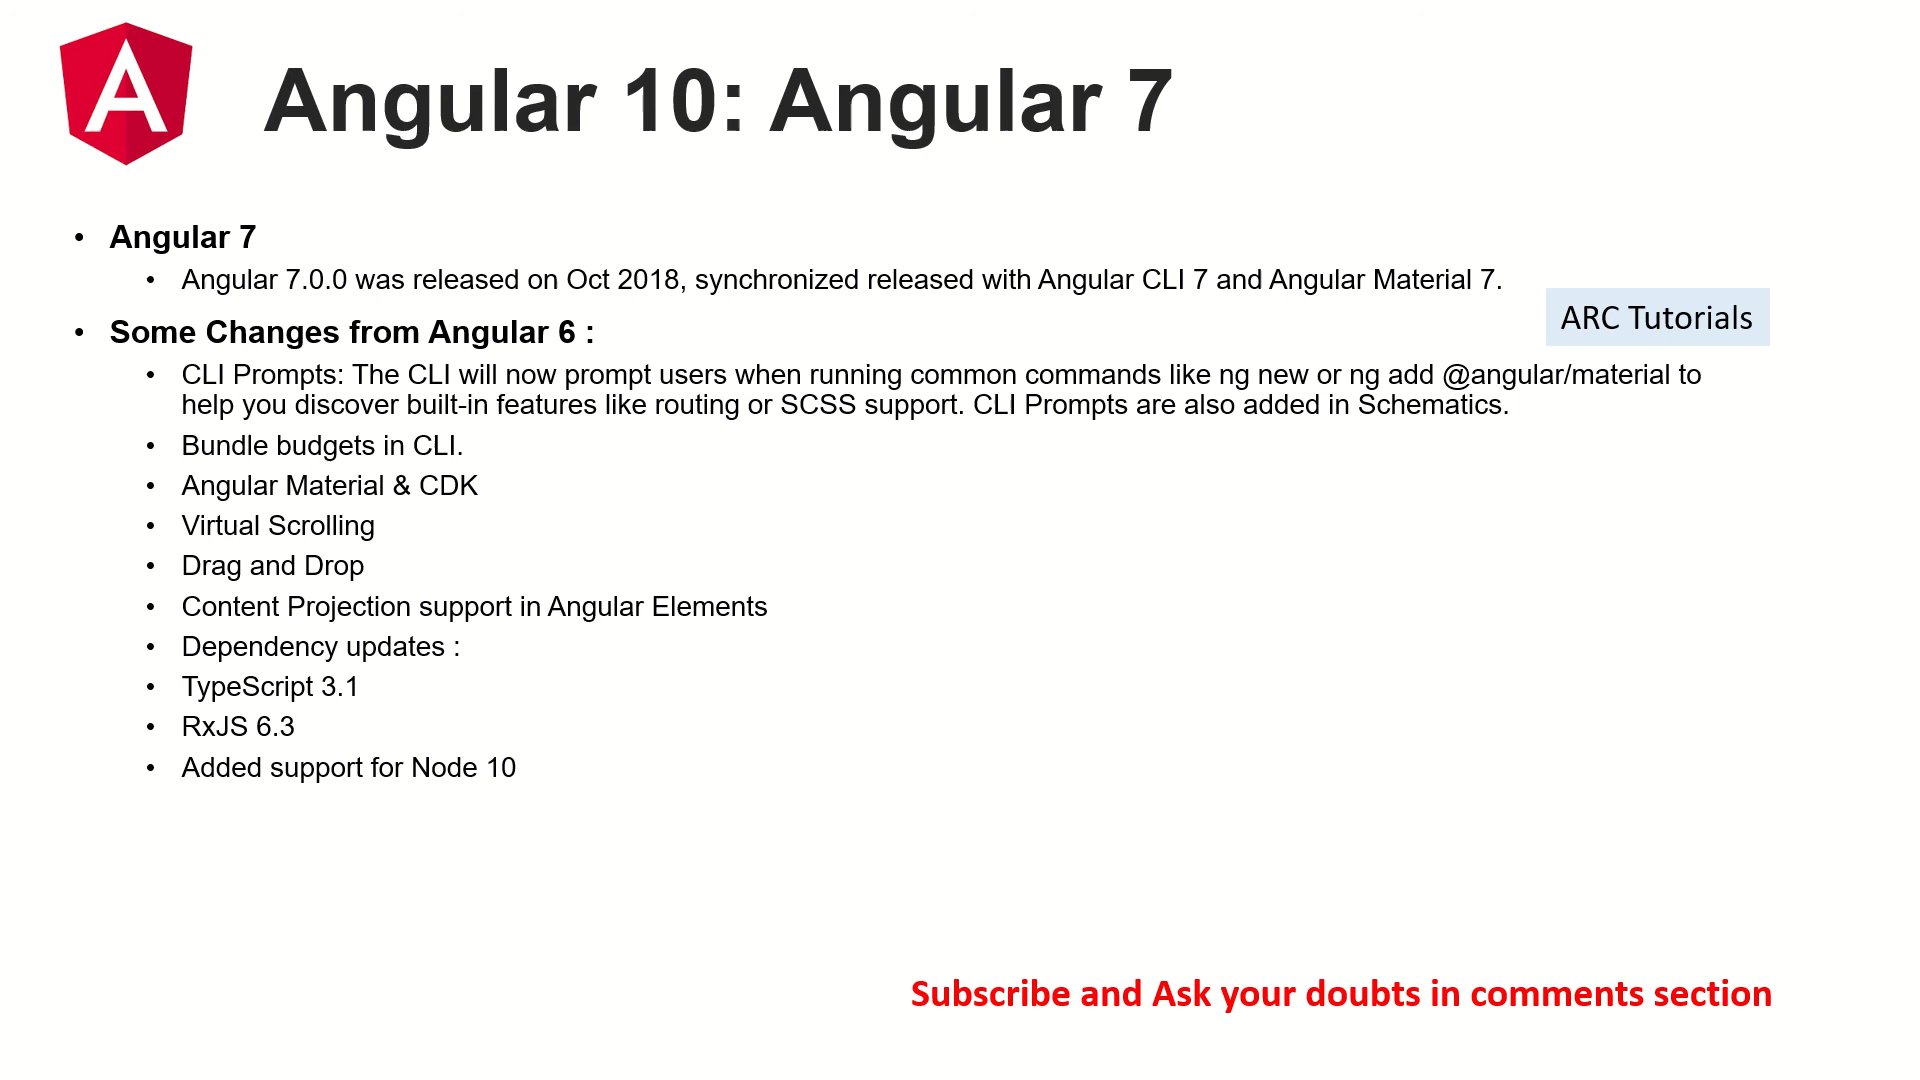 Angular 10: Angular 7
• Angular 7
• Angular 7.0.0 was released on Oct 2018, synchronized released with Angular CLI 7 and Angular Material 7.
ARC Tutorials
• Some Changes from Angular 6 :
• CLI Prompts: The CLI will now prompt users when running common commands like ng new or ng add @angular/material to
help you discover built-in features like routing or SCSS support. CLI Prompts are also added in Schematics.
• Bundle budgets in CLI.
• Angular Material & CDK
• Virtual Scrolling
• Drag and Drop
• Content Projection support in Angular Elements
• Dependency updates :
• TypeScript 3.1
• RxJS 6.3
• Added support for Node 10
Subscribe and Ask your doubts in comments section